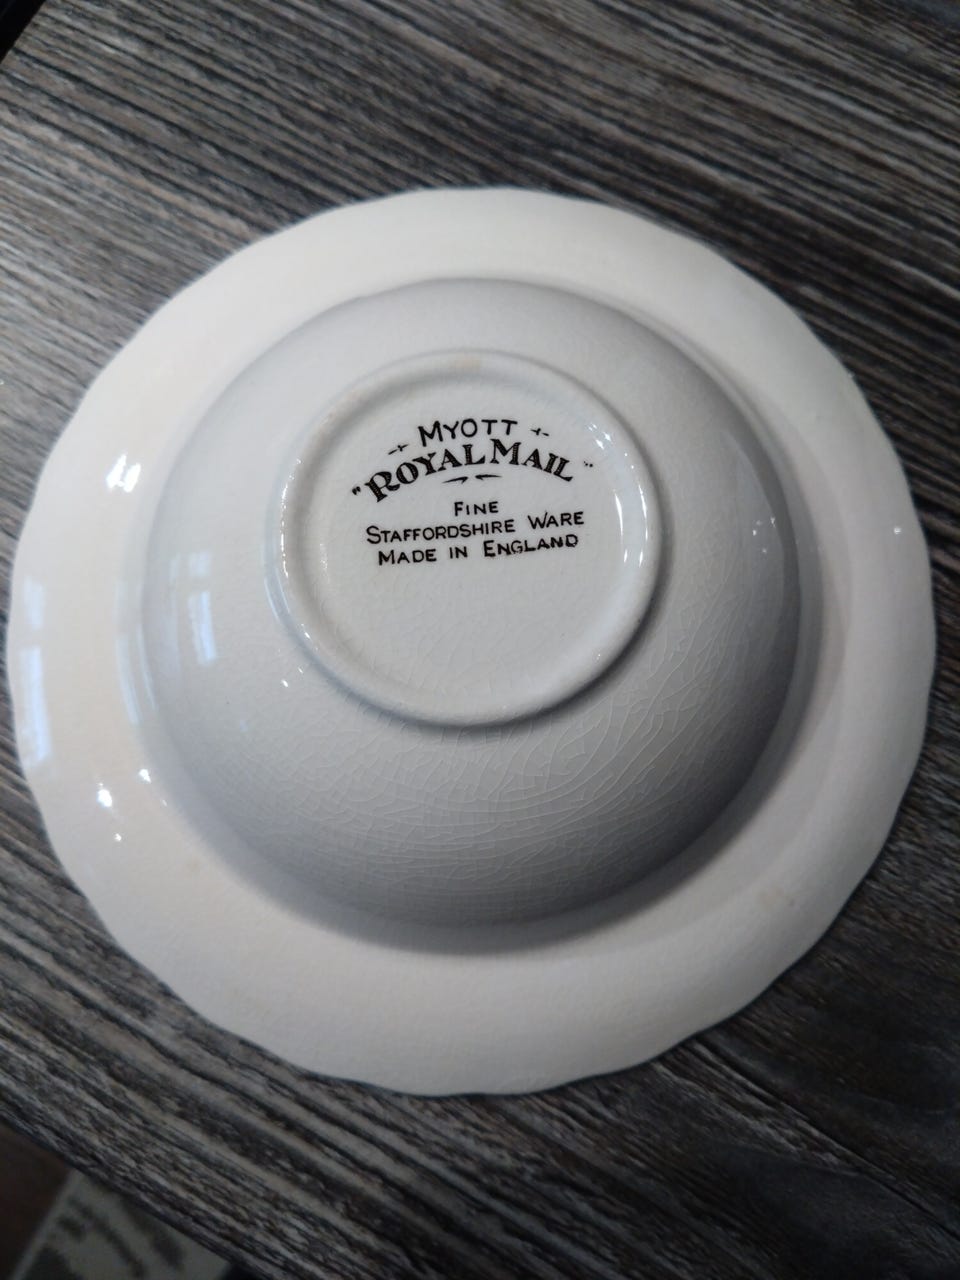 MYOTT
"ROYAL MAIL"
FINE
STAFFORDSHIRE WARE
MADE IN ENGLAND